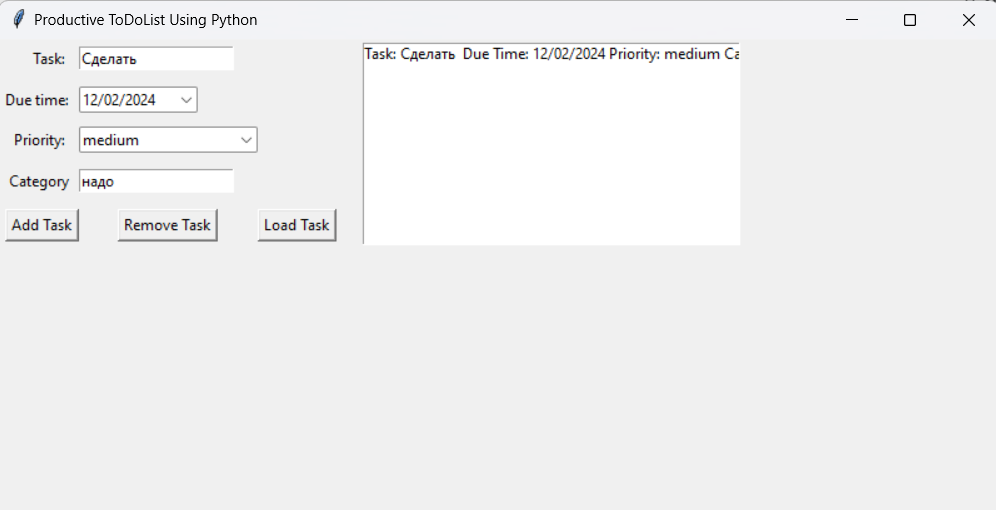 Productive ToDoList Using Python
Task: Сделать
Due time: 12/02/2024
Priority: medium
Category надо
Add Task Remove Task Load Task
Task: Сделать Due Time: 12/02/2024 Priority: medium Ca